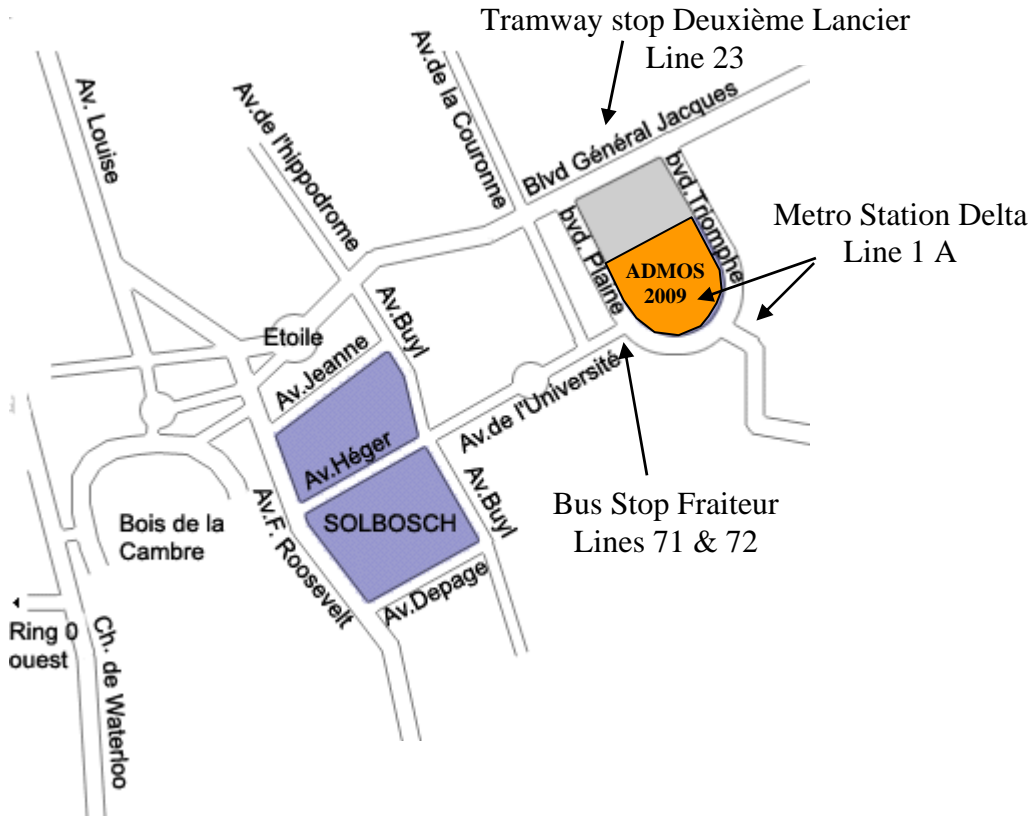 Tramway stop Deuxième Lancier
Line 23
Av. Louise
Av.de l'hippodrome
Av.de la Couronne
Blvd Général Jacques
bvd.Triomphe
bvd. Plaine
Metro Station Delta
Line 1 A
ADMOS
2009
Etoile
Av.Buyl
Av.Jeanne
Av.de l'Université
Av.Héger
Av.Buyl
Bus Stop Fraiteur
Lines 71 & 72
SOLBOSCH
Bois de la
Cambre
Av.F. Roosevelt
Av.Depage
Ring 0
ouest
Ch. de Waterloo